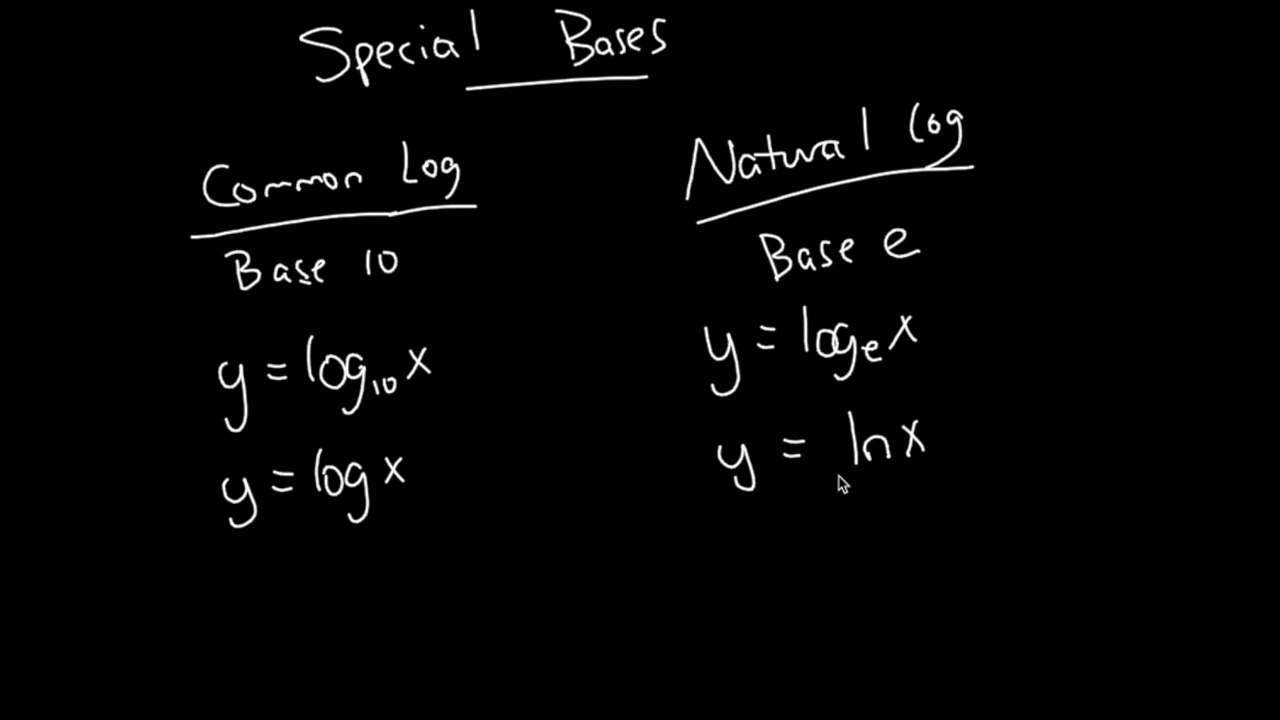 Special Bases
Common Log
Base 10
y = log₁₀ x
y = log x
Natural Log
Base e
y = logₑ x
y = ln x